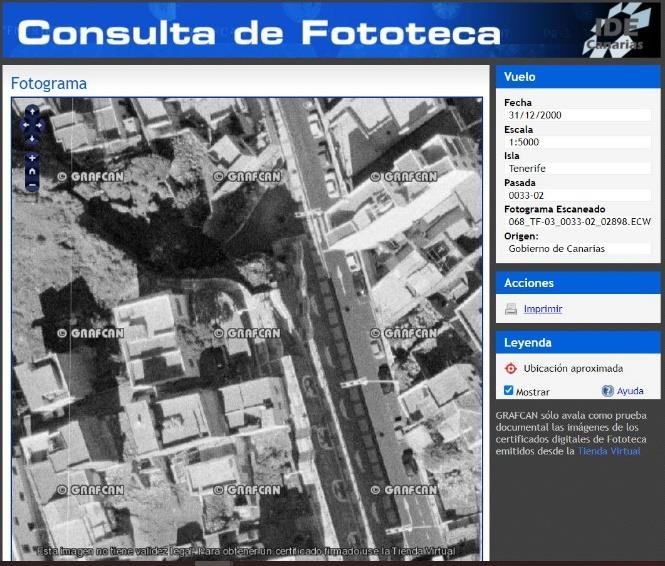 Consulta de Fototeca
IDE
Canarias
Fotograma
© GRAFCAN © GRAFCAN © GRAFCAN
© GRAFCAN © GRAFCAN © GRAFCAN
© GRAFCAN © GRAFCAN © GRAFCAN
Esta imagen no tiene validez legal. Para obtener un certificado firmado use la Tienda Virtual
Vuelo
Fecha
31/12/2000
Escala
1:5000
Isla
Tenerife
Pasada
0033-02
Fotograma Escaneado
068_TF-03_0033-02_02898.ECW
Origen:
Gobierno de Canarias
Acciones
Imprimir
Leyenda
Ubicación aproximada
Mostrar Ayuda
GRAFCAN sólo avala como prueba
documental las imágenes de los
certificados digitales de Fototeca
emitidos desde la Tienda Virtual